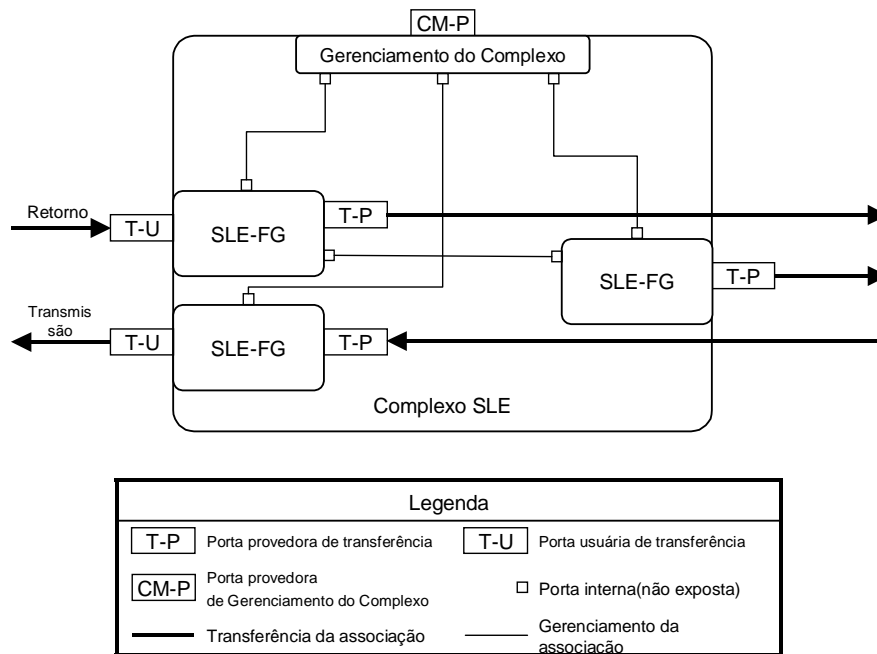 CM-P
Gerenciamento do Complexo
Retorno
T-U
SLE-FG
T-P
SLE-FG
T-P
Transmis
são
T-U
SLE-FG
T-P
Complexo SLE
Legenda
T-P Porta provedora de transferência
T-U Porta usuária de transferência
CM-P Porta provedora
de Gerenciamento do Complexo
Porta interna(não exposta)
Transferência da associação
Gerenciamento da
associação